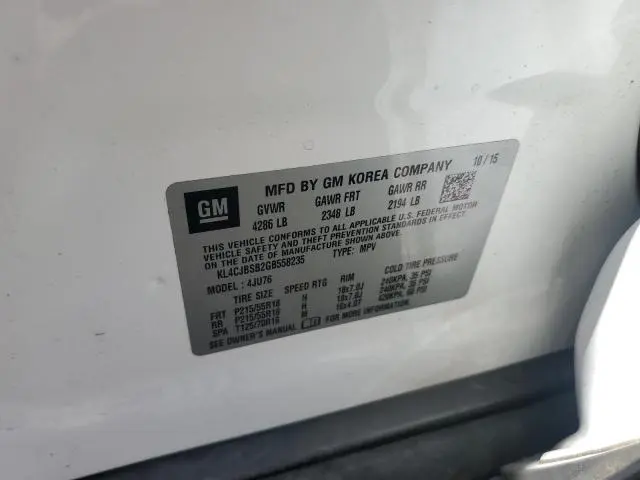 GM
MFD BY GM KOREA COMPANY 10/15
GVWR GAWR FRT GAWR RR
4286 LB 2348 LB 2194 LB
THIS VEHICLE CONFORMS TO ALL APPLICABLE U.S. FEDERAL MOTOR
VEHICLE SAFETY AND THEFT PREVENTION STANDARDS IN EFFECT ON
THE DATE OF MANUFACTURE SHOWN ABOVE.
KL4CJBSB2GB558235 TYPE: MPV
MODEL: 4JU76
TIRE SIZE SPEED RTG RIM COLD TIRE PRESSURE
FRT P215/55R18 H 18x7.0J 240KPA, 35 PSI
RR P215/55R18 H 18x7.0J 240KPA, 35 PSI
SPA T125/70R16 M 16x4.0T 420KPA, 60 PSI
SEE OWNER'S MANUAL FOR MORE INFORMATION